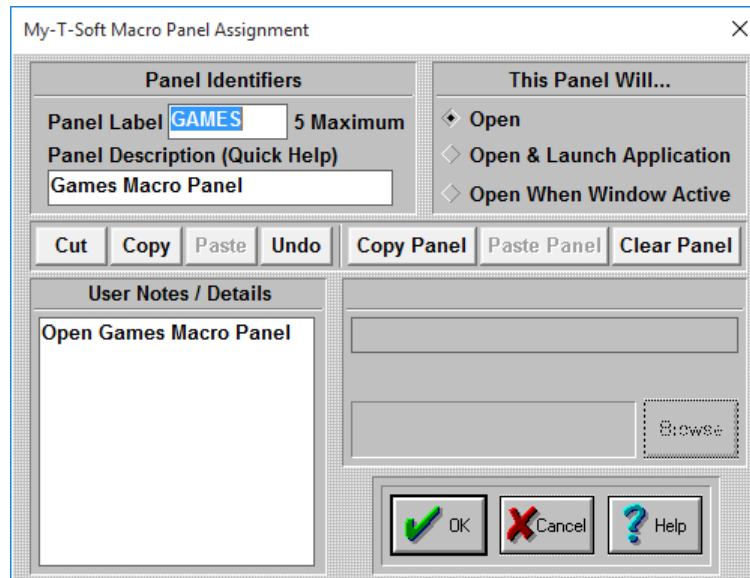 My-T-Soft Macro Panel Assignment
Panel Identifiers
Panel Label GAMES 5 Maximum
Panel Description (Quick Help)
Games Macro Panel
This Panel Will...
Open
Open & Launch Application
Open When Window Active
Cut Copy Paste Undo Copy Panel Paste Panel Clear Panel
User Notes / Details
Open Games Macro Panel
Browse
OK Cancel Help